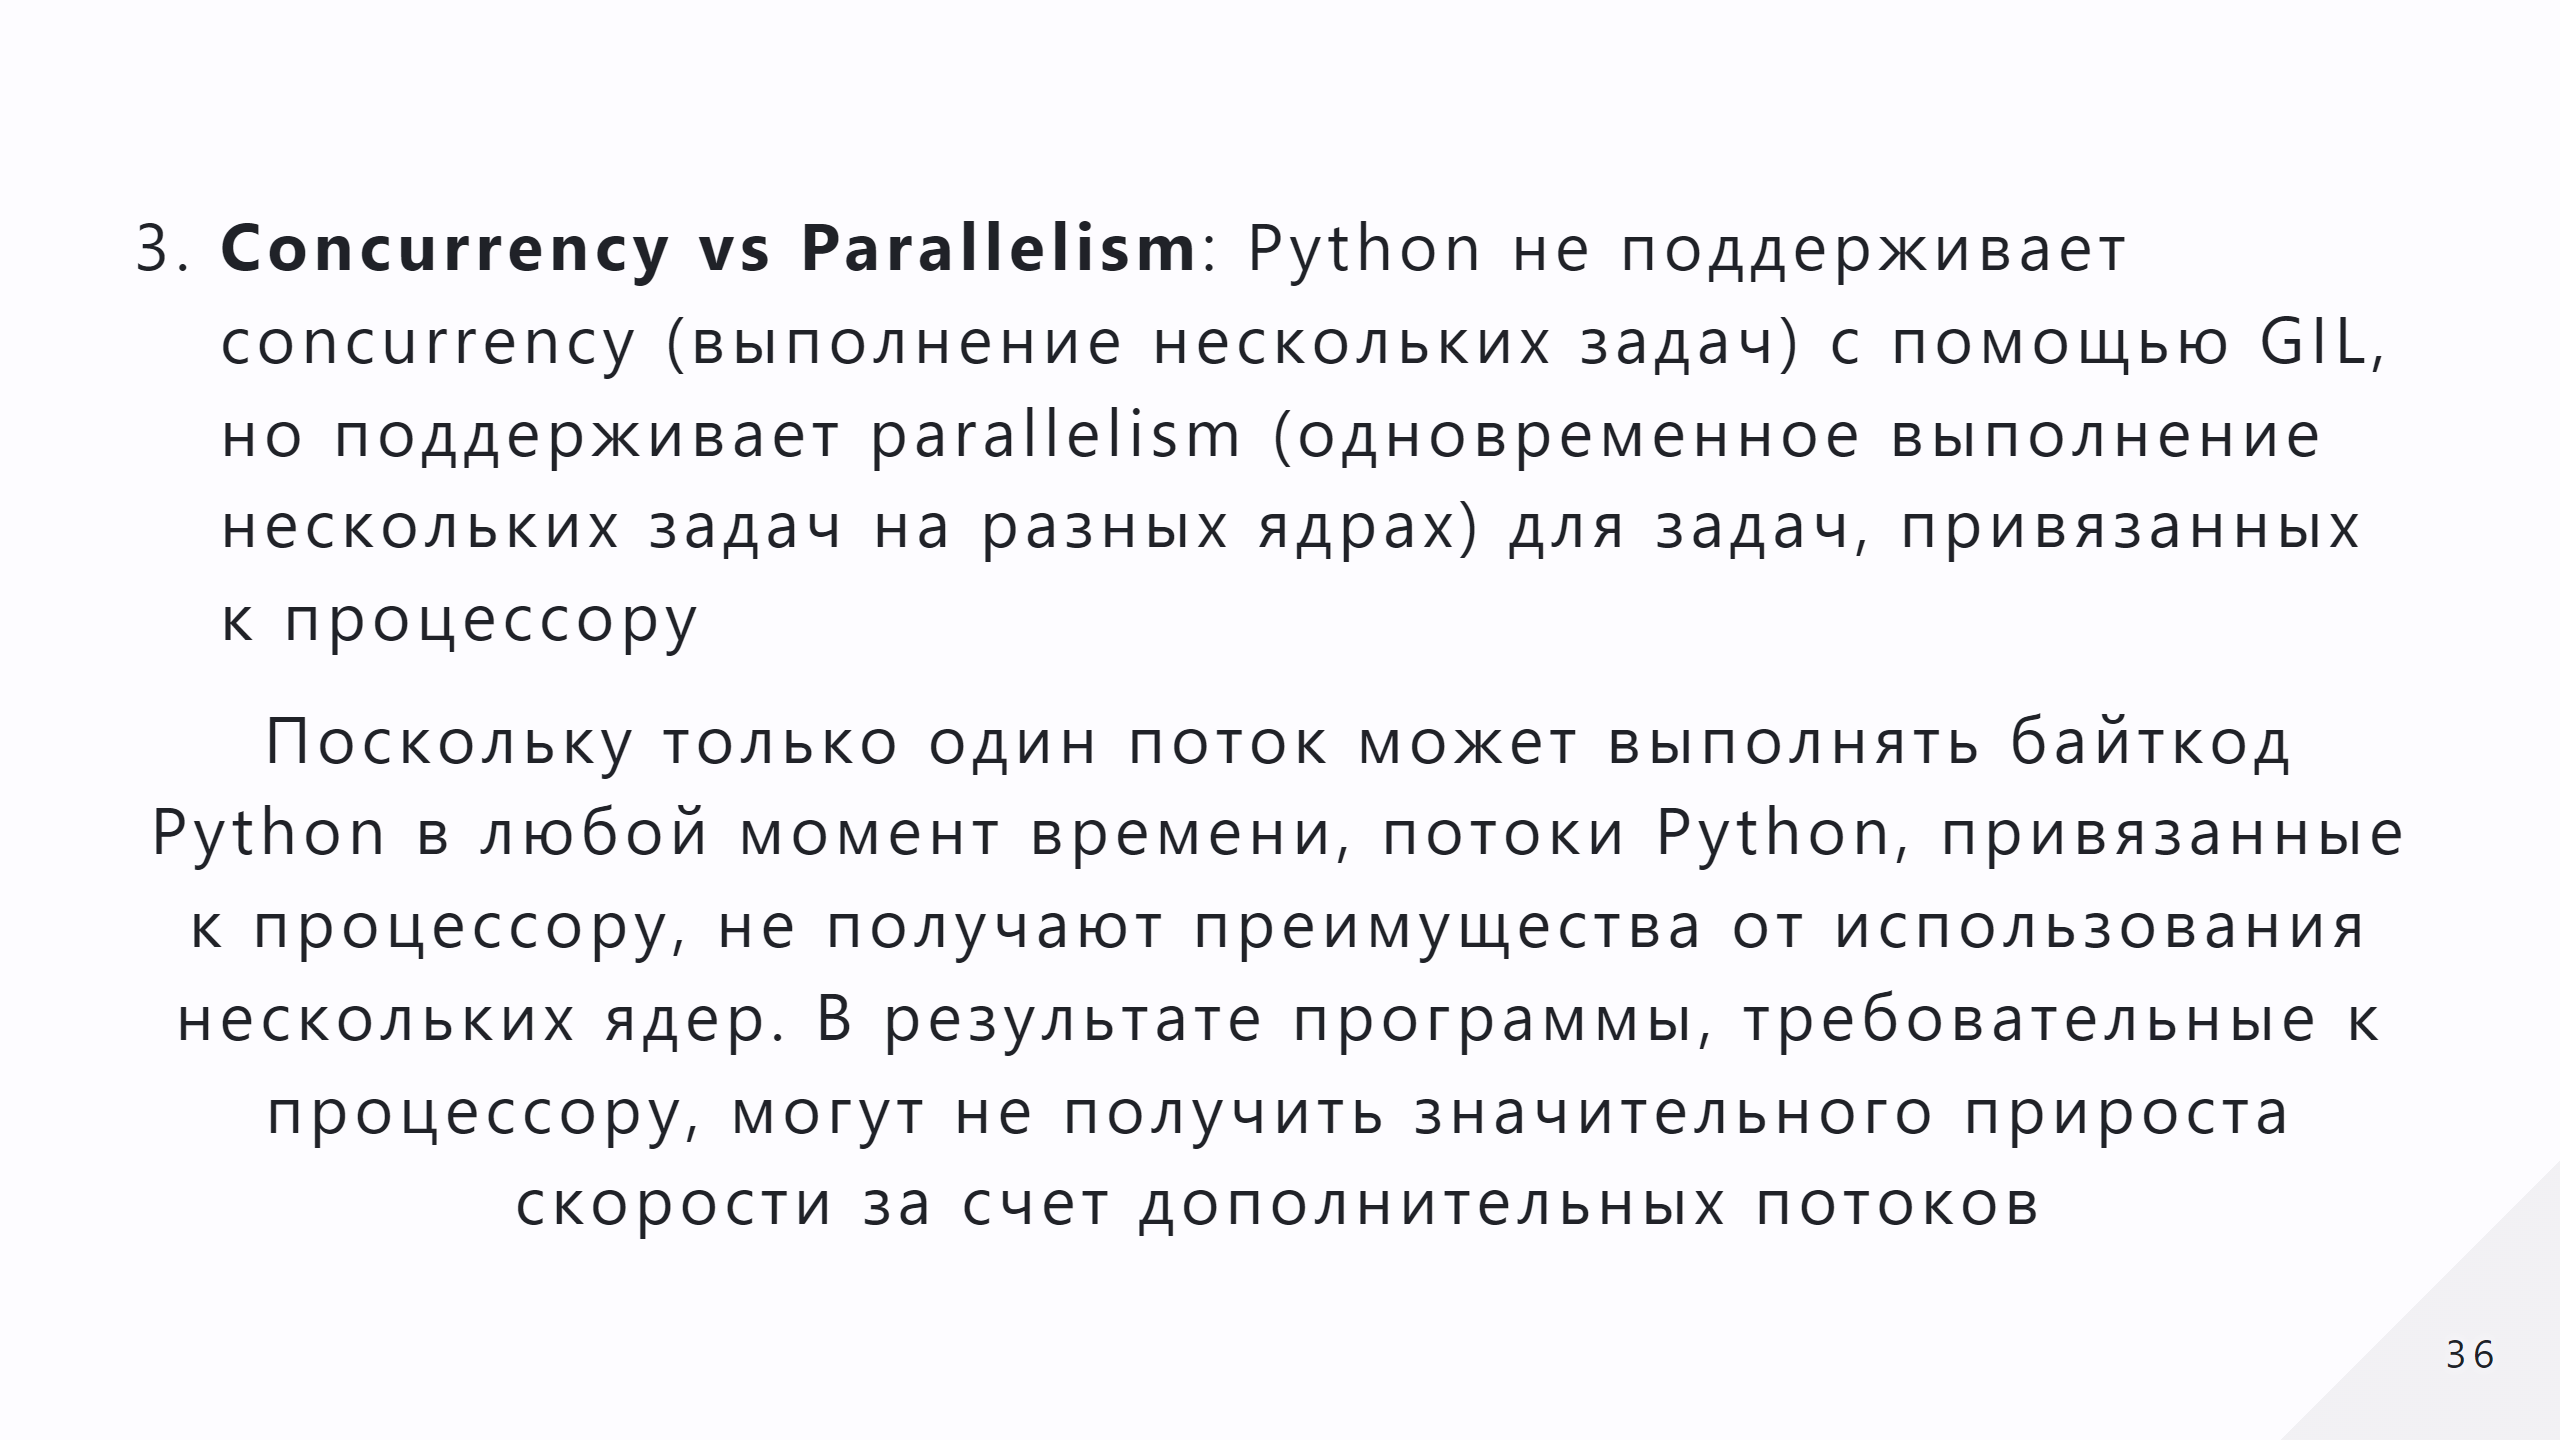 3. Concurrency vs Parallelism: Python не поддерживает
concurrency (выполнение нескольких задач) с помощью GIL,
но поддерживает parallelism (одновременное выполнение
нескольких задач на разных ядрах) для задач, привязанных
к процессору
Поскольку только один поток может выполнять байткод
Python в любой момент времени, потоки Python, привязанные
к процессору, не получают преимущества от использования
нескольких ядер. В результате программы, требовательные к
процессору, могут не получить значительного прироста
скорости за счет дополнительных потоков
36